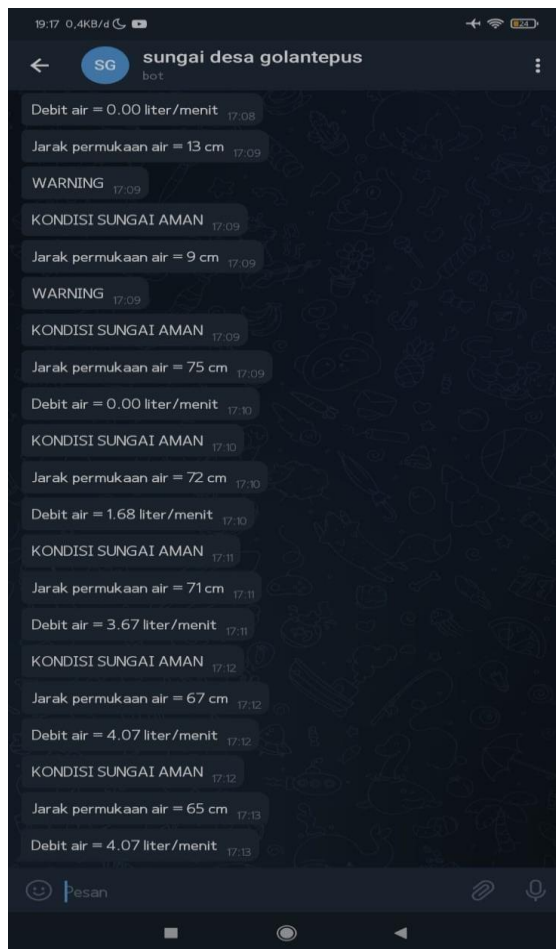 19:17 0,4KB/d
24
SG
sungai desa golantepus
bot
Debit air = 0.00 liter/menit 17:08
Jarak permukaan air = 13 cm 17:09
WARNING 17:09
KONDISI SUNGAI AMAN 17:09
Jarak permukaan air = 9 cm 17:09
WARNING 17:09
KONDISI SUNGAI AMAN 17:09
Jarak permukaan air = 75 cm 17:09
Debit air = 0.00 liter/menit 17:10
KONDISI SUNGAI AMAN 17:10
Jarak permukaan air = 72 cm 17:10
Debit air = 1.68 liter/menit 17:10
KONDISI SUNGAI AMAN 17:11
Jarak permukaan air = 71 cm 17:11
Debit air = 3.67 liter/menit 17:11
KONDISI SUNGAI AMAN 17:12
Jarak permukaan air = 67 cm 17:12
Debit air = 4.07 liter/menit 17:12
KONDISI SUNGAI AMAN 17:12
Jarak permukaan air = 65 cm 17:13
Debit air = 4.07 liter/menit 17:13
Pesan